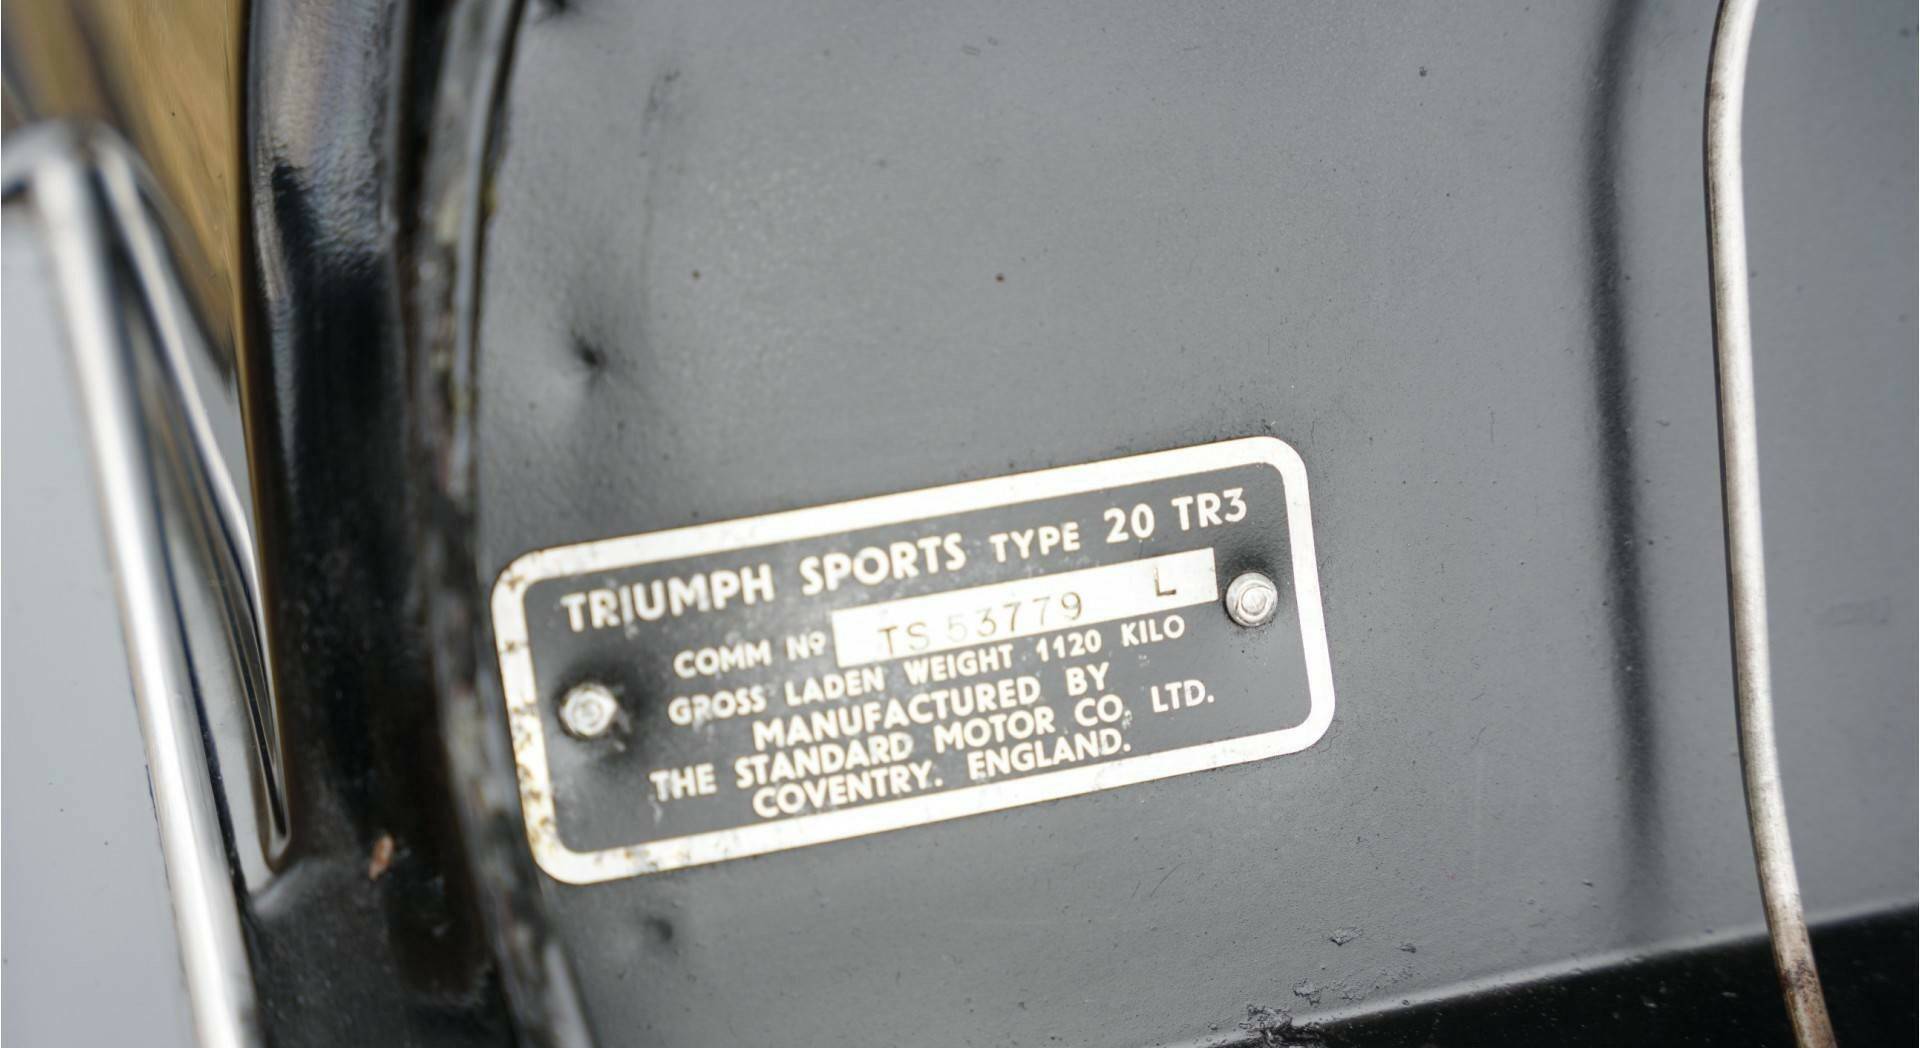 TRIUMPH SPORTS TYPE 20 TR3
COMM Nº TS 53779 L
GROSS LADEN WEIGHT 1120 KILO
MANUFACTURED BY
THE STANDARD MOTOR CO. LTD.
COVENTRY. ENGLAND.